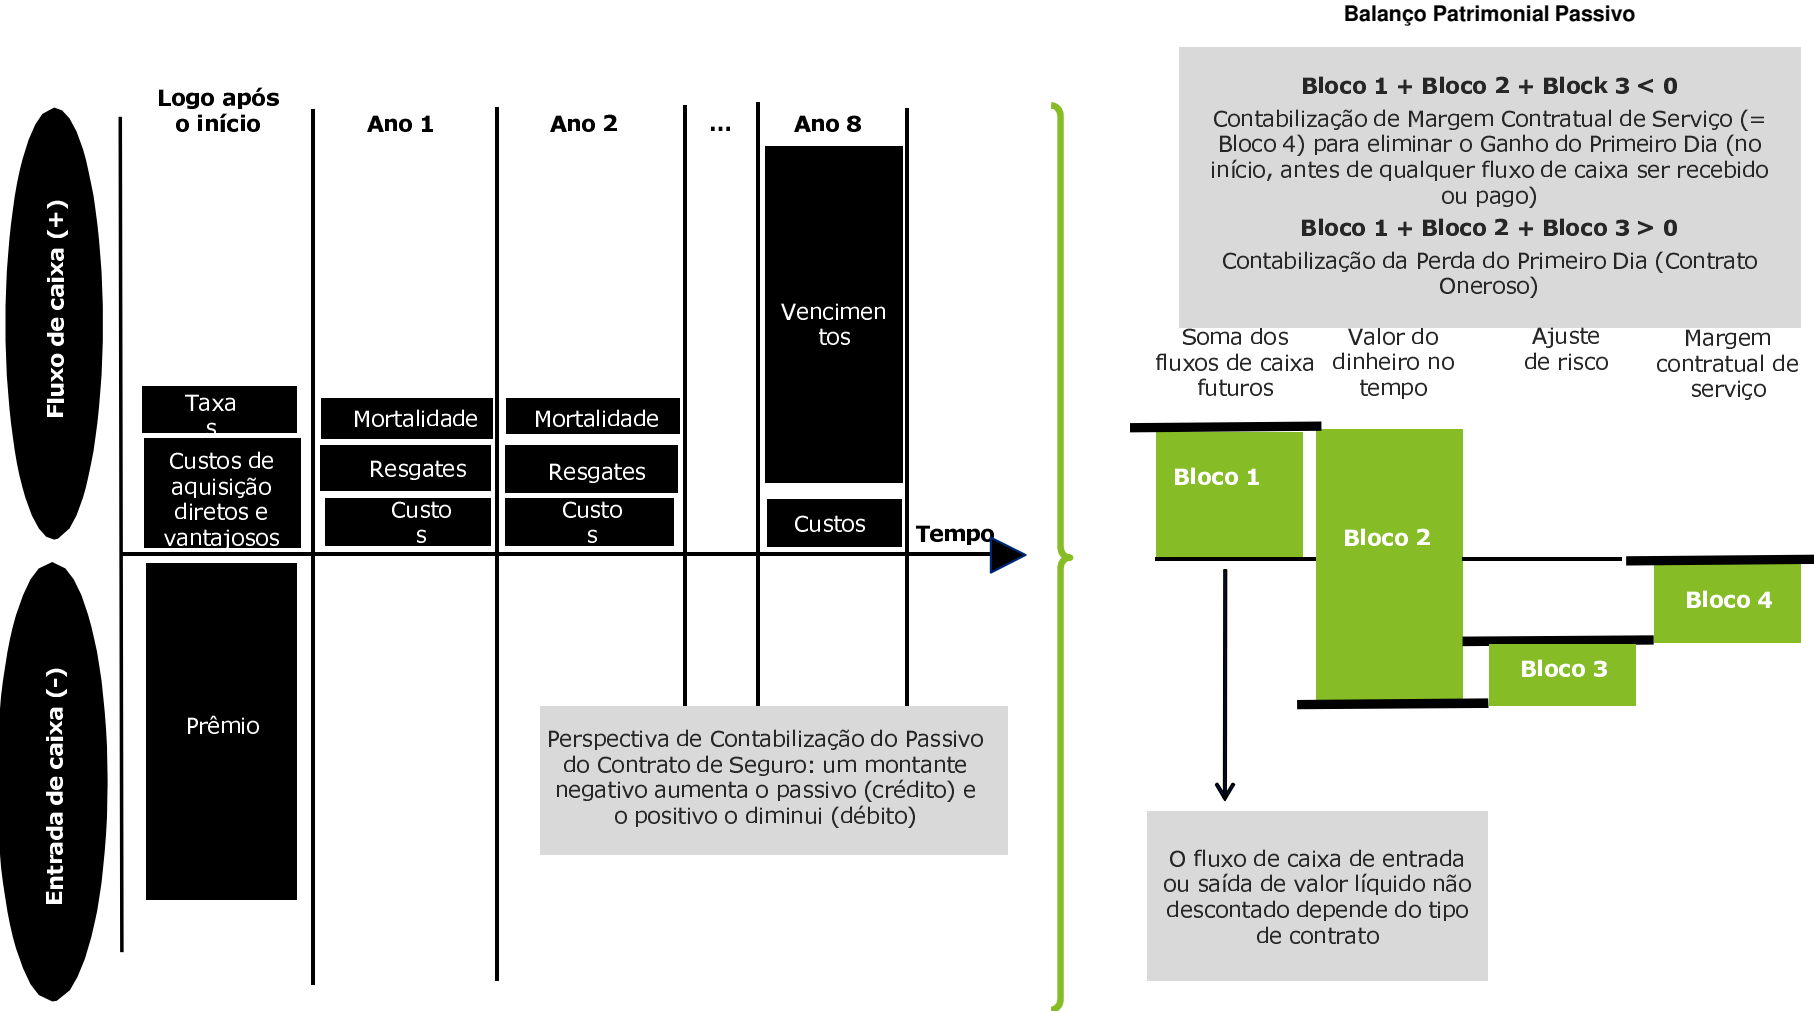 Balanço Patrimonial Passivo
Bloco 1 + Bloco 2 + Block 3 < 0
Contabilização de Margem Contratual de Serviço (=
Bloco 4) para eliminar o Ganho do Primeiro Dia (no
início, antes de qualquer fluxo de caixa ser recebido
ou pago)
Bloco 1 + Bloco 2 + Bloco 3 > 0
Contabilização da Perda do Primeiro Dia (Contrato
Oneroso)
Logo após
o início
Ano 1
Ano 2
...
Ano 8
Fluxo de caixa (+)
Vencimen
tos
Taxa
s
Custos de
aquisição
diretos e
vantajosos
Mortalidade
Resgates
Custo
s
Mortalidade
Resgates
Custo
s
Custos
Tempo
Entrada de caixa (-)
Prêmio
Perspectiva de Contabilização do Passivo
do Contrato de Seguro: um montante
negativo aumenta o passivo (crédito) e
o positivo o diminui (débito)
Soma dos
fluxos de caixa
futuros
Valor do
dinheiro no
tempo
Ajuste
de risco
Margem
contratual de
serviço
Bloco 1
Bloco 2
Bloco 3
Bloco 4
O fluxo de caixa de entrada
ou saída de valor líquido não
descontado depende do tipo
de contrato